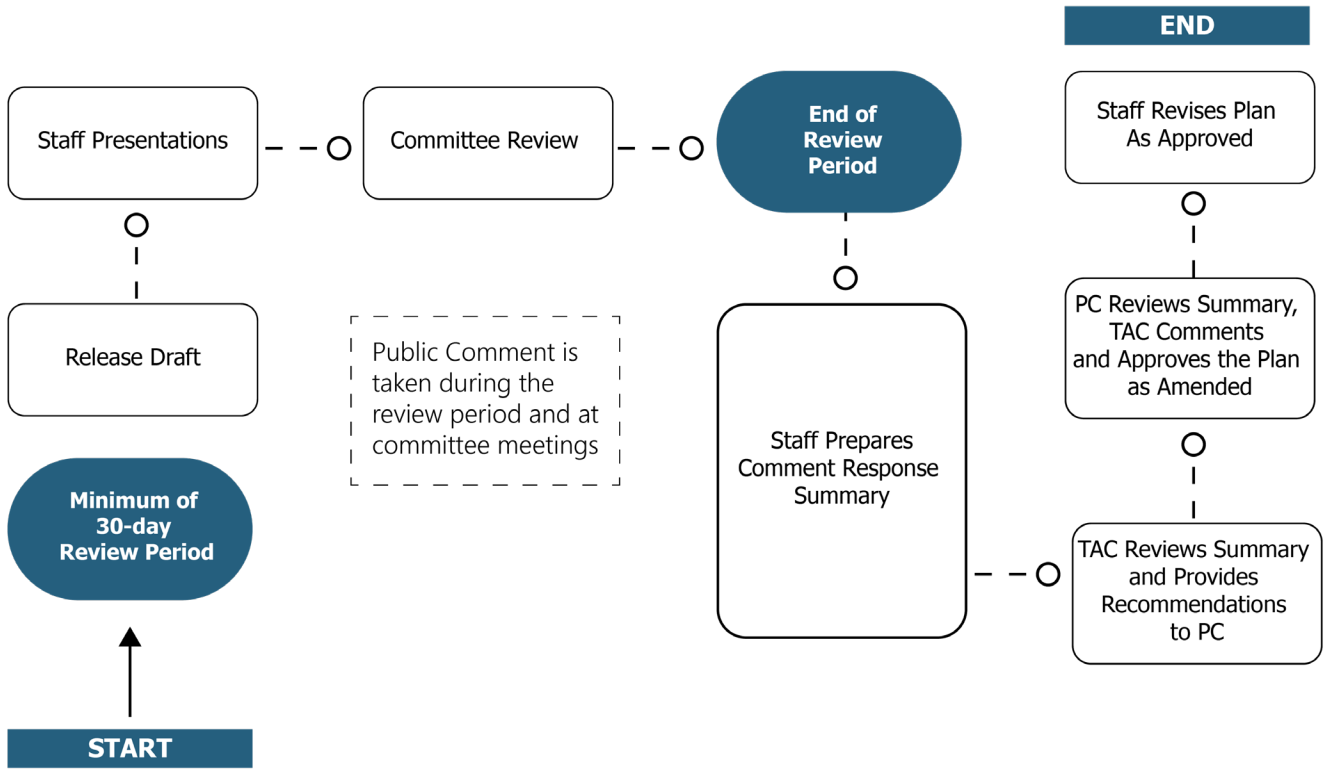 START
Minimum of
30-day
Review Period
Release Draft
Staff Presentations
Committee Review
Public Comment is
taken during the
review period and at
committee meetings
End of
Review
Period
Staff Prepares
Comment Response
Summary
TAC Reviews Summary
and Provides
Recommendations
to PC
PC Reviews Summary,
TAC Comments
and Approves the Plan
as Amended
Staff Revises Plan
As Approved
END